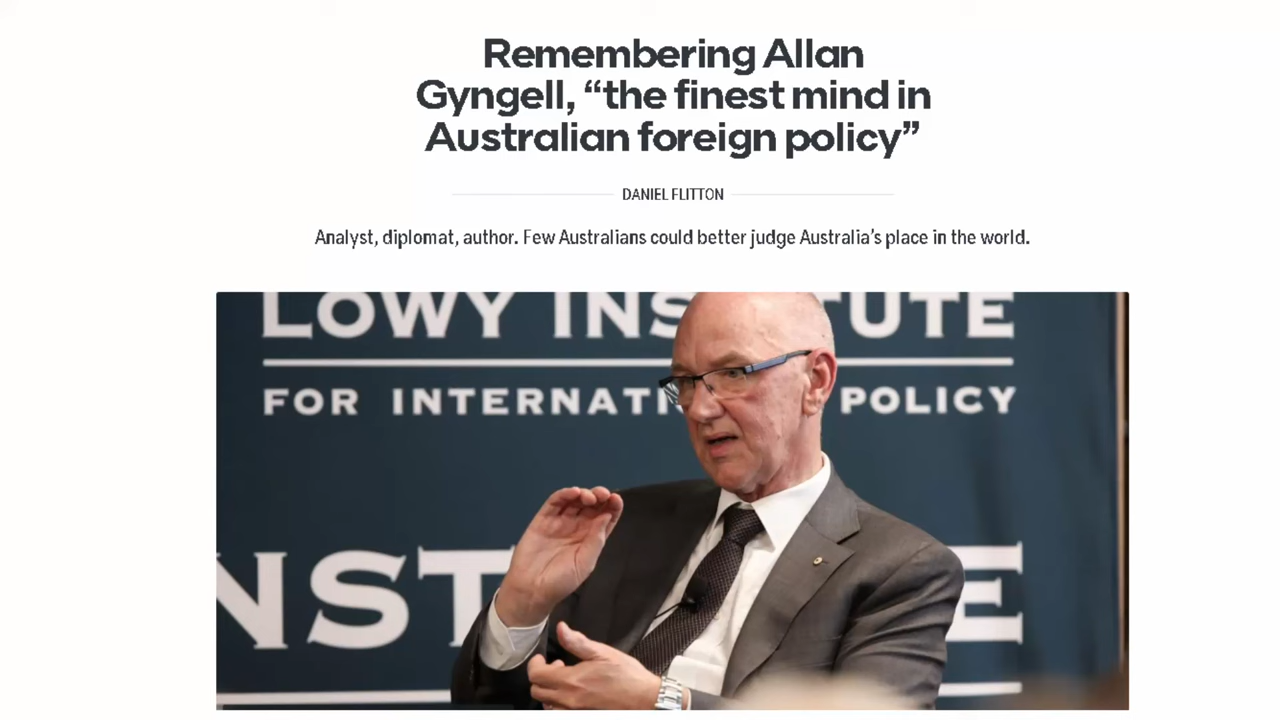 Remembering Allan
Gyngell, “the finest mind in
Australian foreign policy”
DANIEL FLITTON
Analyst, diplomat, author. Few Australians could better judge Australia’s place in the world.
LOWY INS UTE
FOR INTERNATI POLICY
NST E